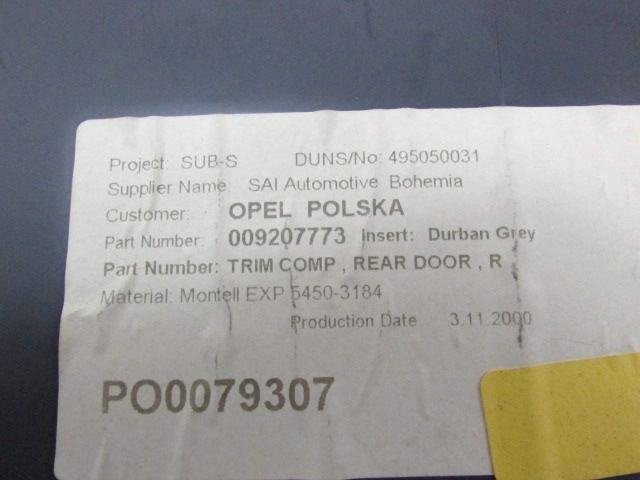 Project: SUB-S DUNS/No: 495050031
Supplier Name: SAI Automotive Bohemia
Customer: OPEL POLSKA
Part Number: 009207773 Insert: Durban Grey
Part Number: TRIM COMP , REAR DOOR , R
Material: Montell EXP 5450-3184
Production Date 3.11.2000
PO0079307